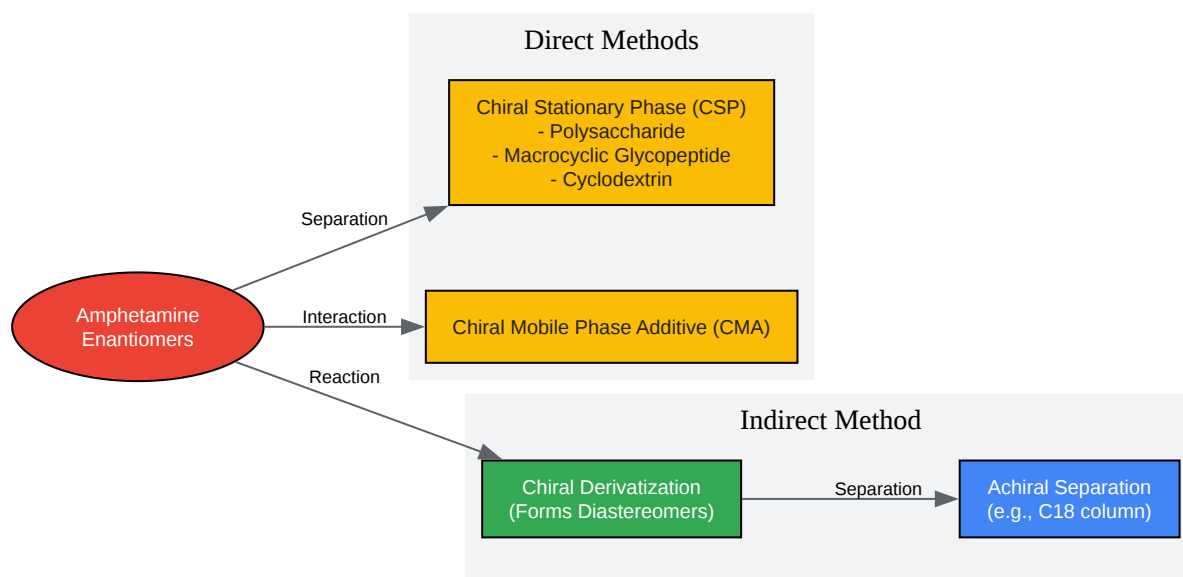 Direct Methods
Chiral Stationary Phase (CSP)
- Polysaccharide
- Macrocyclic Glycopeptide
- Cyclodextrin
Separation
Amphetamine
Enantiomers
Interaction
Chiral Mobile Phase Additive (CMA)
Reaction
Indirect Method
Chiral Derivatization
(Forms Diastereomers)
Separation
Achiral Separation
(e.g., C18 column)